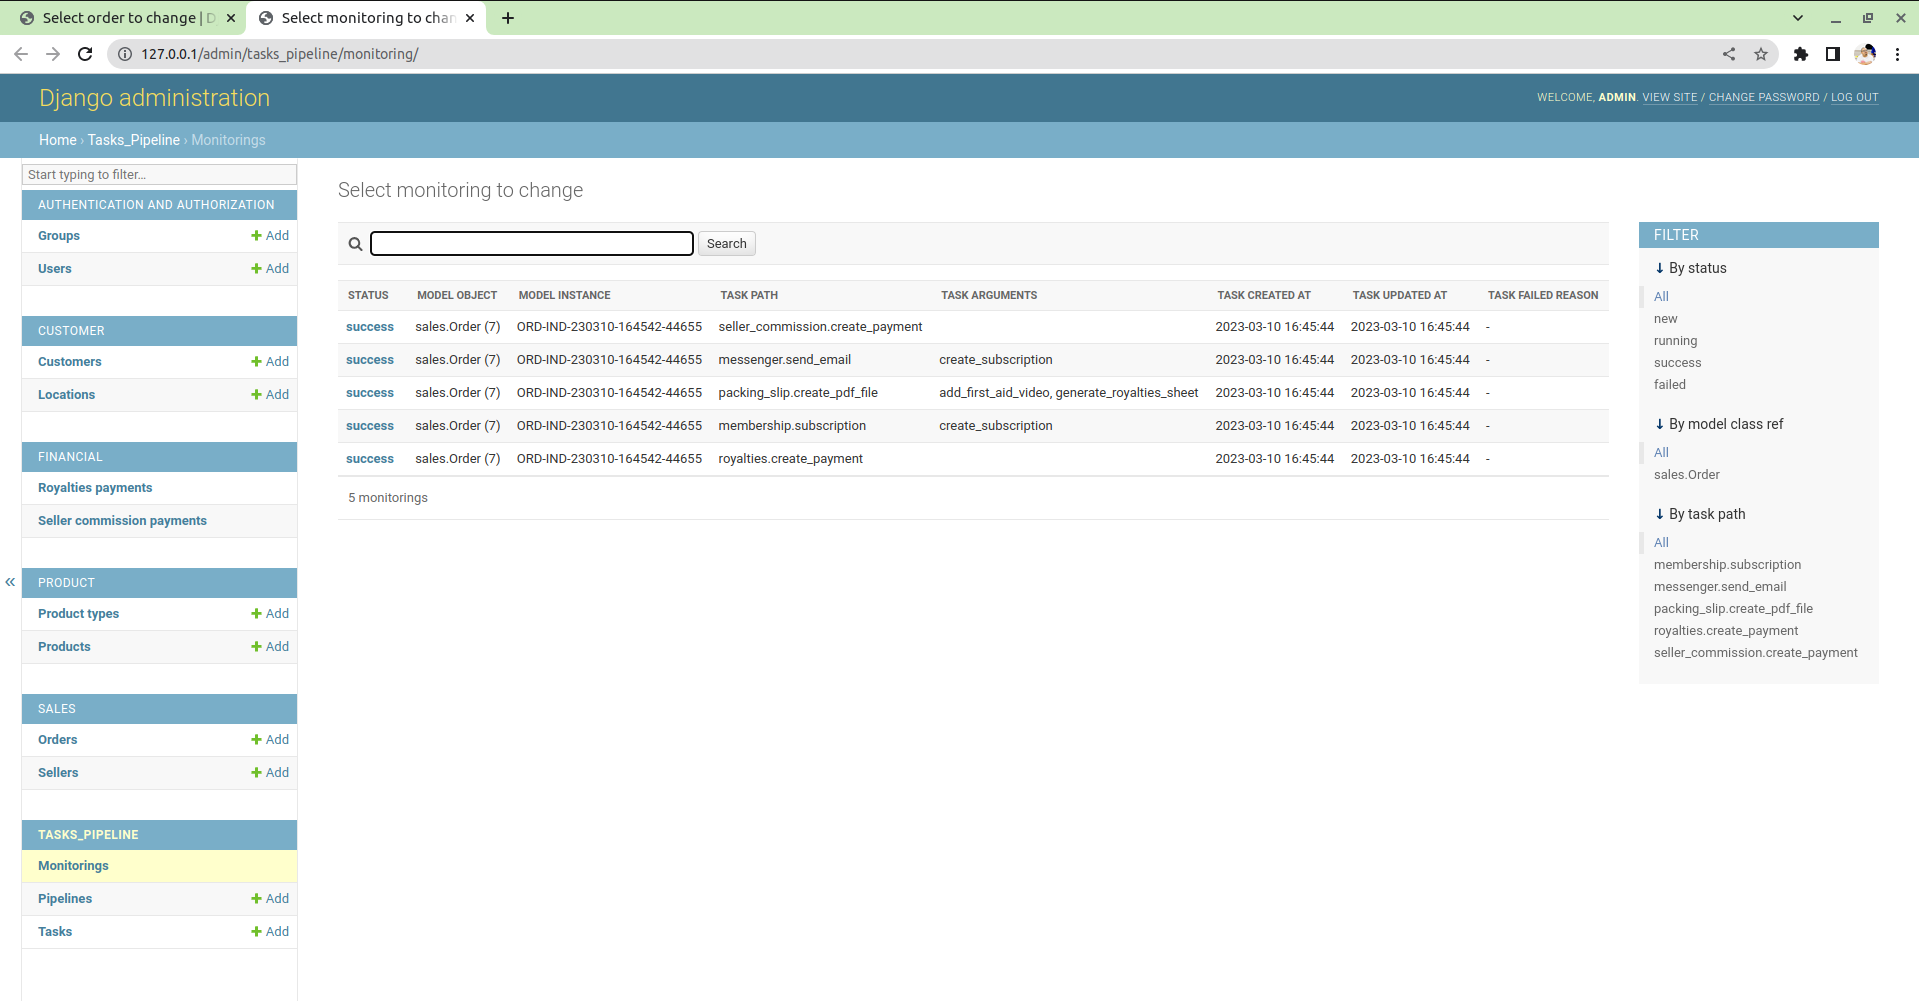 Select order to change | D
Select monitoring to chan
127.0.0.1/admin/tasks_pipeline/monitoring/
Django administration
WELCOME, ADMIN. VIEW SITE / CHANGE PASSWORD / LOG OUT
Home › Tasks_Pipeline › Monitorings
Start typing to filter...
AUTHENTICATION AND AUTHORIZATION
Groups Add
Users Add
CUSTOMER
Customers Add
Locations Add
FINANCIAL
Royalties payments
Seller commission payments
«
PRODUCT
Product types Add
Products Add
SALES
Orders Add
Sellers Add
TASKS_PIPELINE
Monitorings
Pipelines Add
Tasks Add
Select monitoring to change
Search
STATUS MODEL OBJECT MODEL INSTANCE TASK PATH TASK ARGUMENTS TASK CREATED AT TASK UPDATED AT TASK FAILED REASON
success sales.Order (7) ORD-IND-230310-164542-44655 seller_commission.create_payment 2023-03-10 16:45:44 2023-03-10 16:45:44 -
success sales.Order (7) ORD-IND-230310-164542-44655 messenger.send_email create_subscription 2023-03-10 16:45:44 2023-03-10 16:45:44 -
success sales.Order (7) ORD-IND-230310-164542-44655 packing_slip.create_pdf_file add_first_aid_video, generate_royalties_sheet 2023-03-10 16:45:44 2023-03-10 16:45:44 -
success sales.Order (7) ORD-IND-230310-164542-44655 membership.subscription create_subscription 2023-03-10 16:45:44 2023-03-10 16:45:44 -
success sales.Order (7) ORD-IND-230310-164542-44655 royalties.create_payment 2023-03-10 16:45:44 2023-03-10 16:45:44 -
5 monitorings
FILTER
↓ By status
All
new
running
success
failed
↓ By model class ref
All
sales.Order
↓ By task path
All
membership.subscription
messenger.send_email
packing_slip.create_pdf_file
royalties.create_payment
seller_commission.create_payment